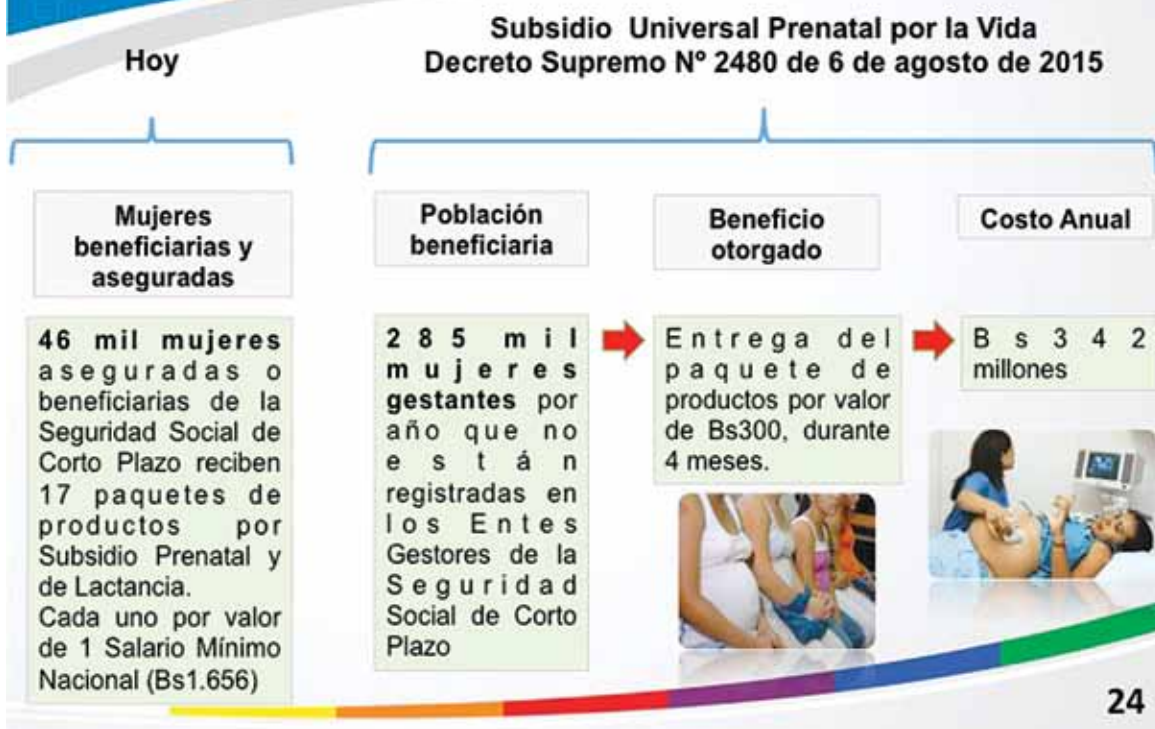 Hoy
Subsidio Universal Prenatal por la Vida
Decreto Supremo Nº 2480 de 6 de agosto de 2015
Mujeres
beneficiarias y
aseguradas
46 mil mujeres
aseguradas o
beneficiarias de la
Seguridad Social de
Corto Plazo reciben
17 paquetes de
productos por
Subsidio Prenatal y
de Lactancia.
Cada uno por valor
de 1 Salario Mínimo
Nacional (Bs1.656)
Población
beneficiaria
285 mil
mujeres
gestantes por
año que no
están
registradas en
los Entes
Gestores de la
Seguridad
Social de Corto
Plazo
Beneficio
otorgado
Entrega del
paquete de
productos por valor
de Bs300, durante
4 meses.
Costo Anual
Bs342
millones
24